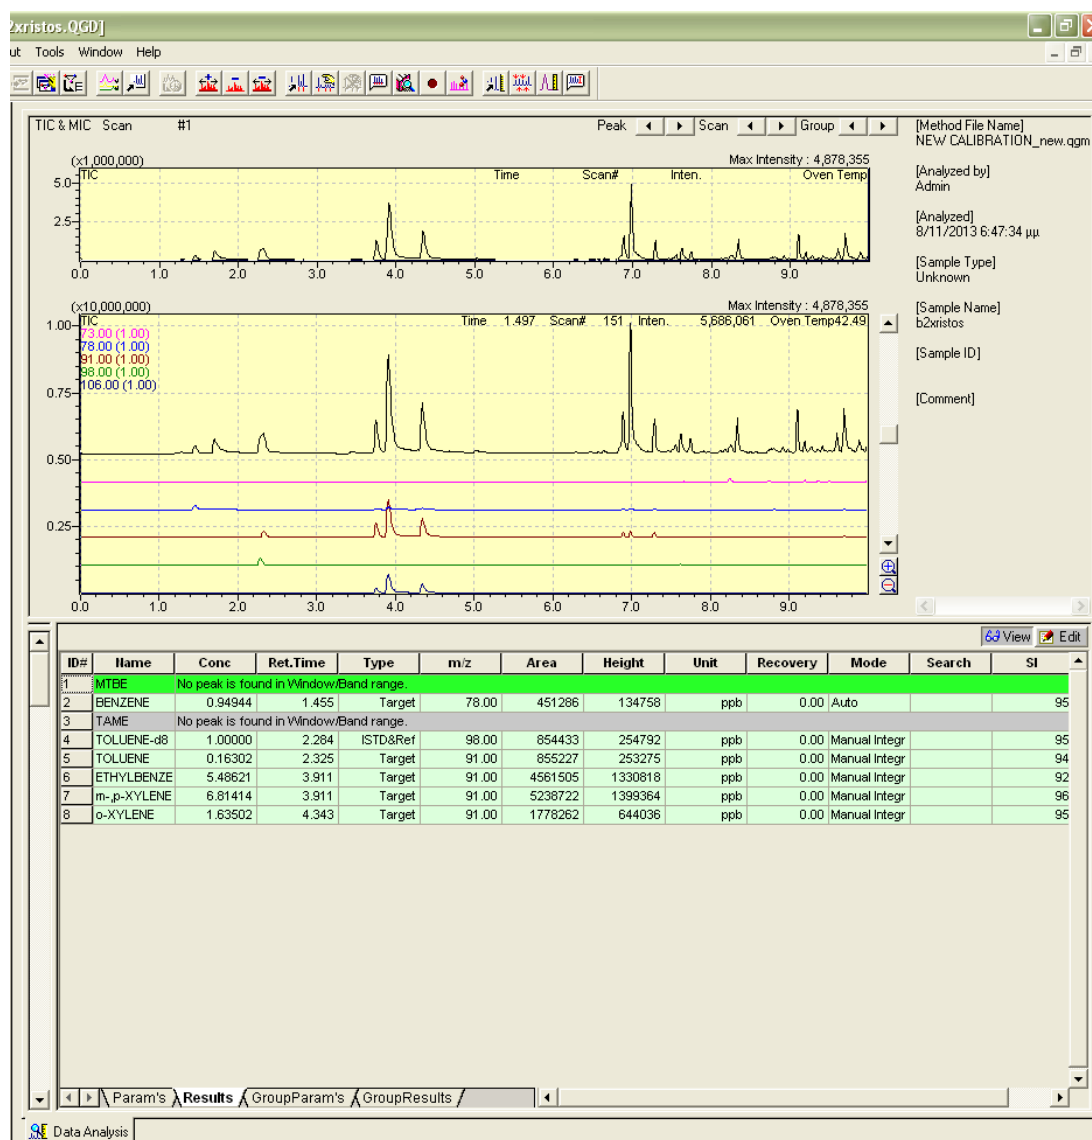 2xristos.QGD]
ut Tools Window Help
TIC & MIC Scan #1 Peak Scan Group
(x1,000,000) Max Intensity : 4,878,355
TIC Time Scan# Inten. Oven Temp
5.0
2.5
0.0 1.0 2.0 3.0 4.0 5.0 6.0 7.0 8.0 9.0
(x10,000,000) Max Intensity : 4,878,355
TIC Time 1.497 Scan# 151 Inten. 5,686,061 Oven Temp42.49
1.00
73.00 (1.00)
78.00 (1.00)
91.00 (1.00)
98.00 (1.00)
106.00 (1.00)
0.75
0.50
0.25
0.0 1.0 2.0 3.0 4.0 5.0 6.0 7.0 8.0 9.0
[Method File Name]
NEW CALIBRATION_new.qgm
[Analyzed by]
Admin
[Analyzed]
8/11/2013 6:47:34 μμ
[Sample Type]
Unknown
[Sample Name]
b2xristos
[Sample ID]
[Comment]
View Edit
ID# Name Conc Ret.Time Type m/z Area Height Unit Recovery Mode Search SI
1 MTBE No peak is found in Window/Band range.
2 BENZENE 0.94944 1.455 Target 78.00 451286 134758 ppb 0.00 Auto 95
3 TAME No peak is found in Window/Band range.
4 TOLUENE-d8 1.00000 2.284 ISTD&Ref 98.00 854433 254792 ppb 0.00 Manual Integr 95
5 TOLUENE 0.16302 2.325 Target 91.00 855227 253275 ppb 0.00 Manual Integr 94
6 ETHYLBENZE 5.48621 3.911 Target 91.00 4561505 1330818 ppb 0.00 Manual Integr 92
7 m-,p-XYLENE 6.81414 3.911 Target 91.00 5238722 1399364 ppb 0.00 Manual Integr 96
8 o-XYLENE 1.63502 4.343 Target 91.00 1778262 644036 ppb 0.00 Manual Integr 95
Param's Results GroupParam's GroupResults
Data Analysis